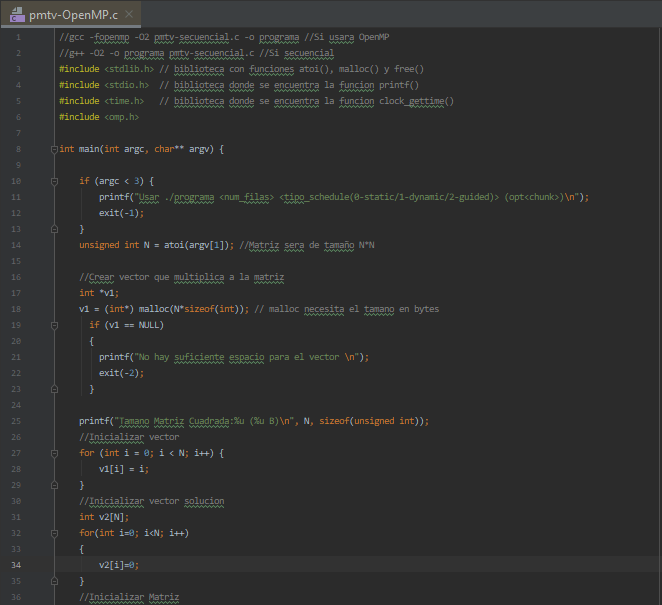 pmtv-OpenMP.c
1 //gcc -fopenmp -O2 pmtv-secuencial.c -o programa //Si usara OpenMP
2 //g++ -O2 -o programa pmtv-secuencial.c //Si secuencial
3 #include <stdlib.h> // biblioteca con funciones atoi(), malloc() y free()
4 #include <stdio.h> // biblioteca donde se encuentra la funcion printf()
5 #include <time.h> // biblioteca donde se encuentra la funcion clock_gettime()
6 #include <omp.h>
7
8 int main(int argc, char** argv) {
9
10 if (argc < 3) {
11 printf("Usar ./programa <num_filas> <tipo_schedule(0-static/1-dynamic/2-guided)> (opt<chunk>)\n");
12 exit(-1);
13 }
14 unsigned int N = atoi(argv[1]); //Matriz sera de tamaño N*N
15
16 //Crear vector que multiplica a la matriz
17 int *v1;
18 v1 = (int*) malloc(N*sizeof(int)); // malloc necesita el tamano en bytes
19 if (v1 == NULL)
20 {
21 printf("No hay suficiente espacio para el vector \n");
22 exit(-2);
23 }
24
25 printf("Tamano Matriz Cuadrada:%u (%u B)\n", N, sizeof(unsigned int));
26 //Inicializar vector
27 for (int i = 0; i < N; i++) {
28 v1[i] = i;
29 }
30 //Inicializar vector solucion
31 int v2[N];
32 for(int i=0; i<N; i++)
33 {
34 v2[i]=0;
35 }
36 //Inicializar Matriz